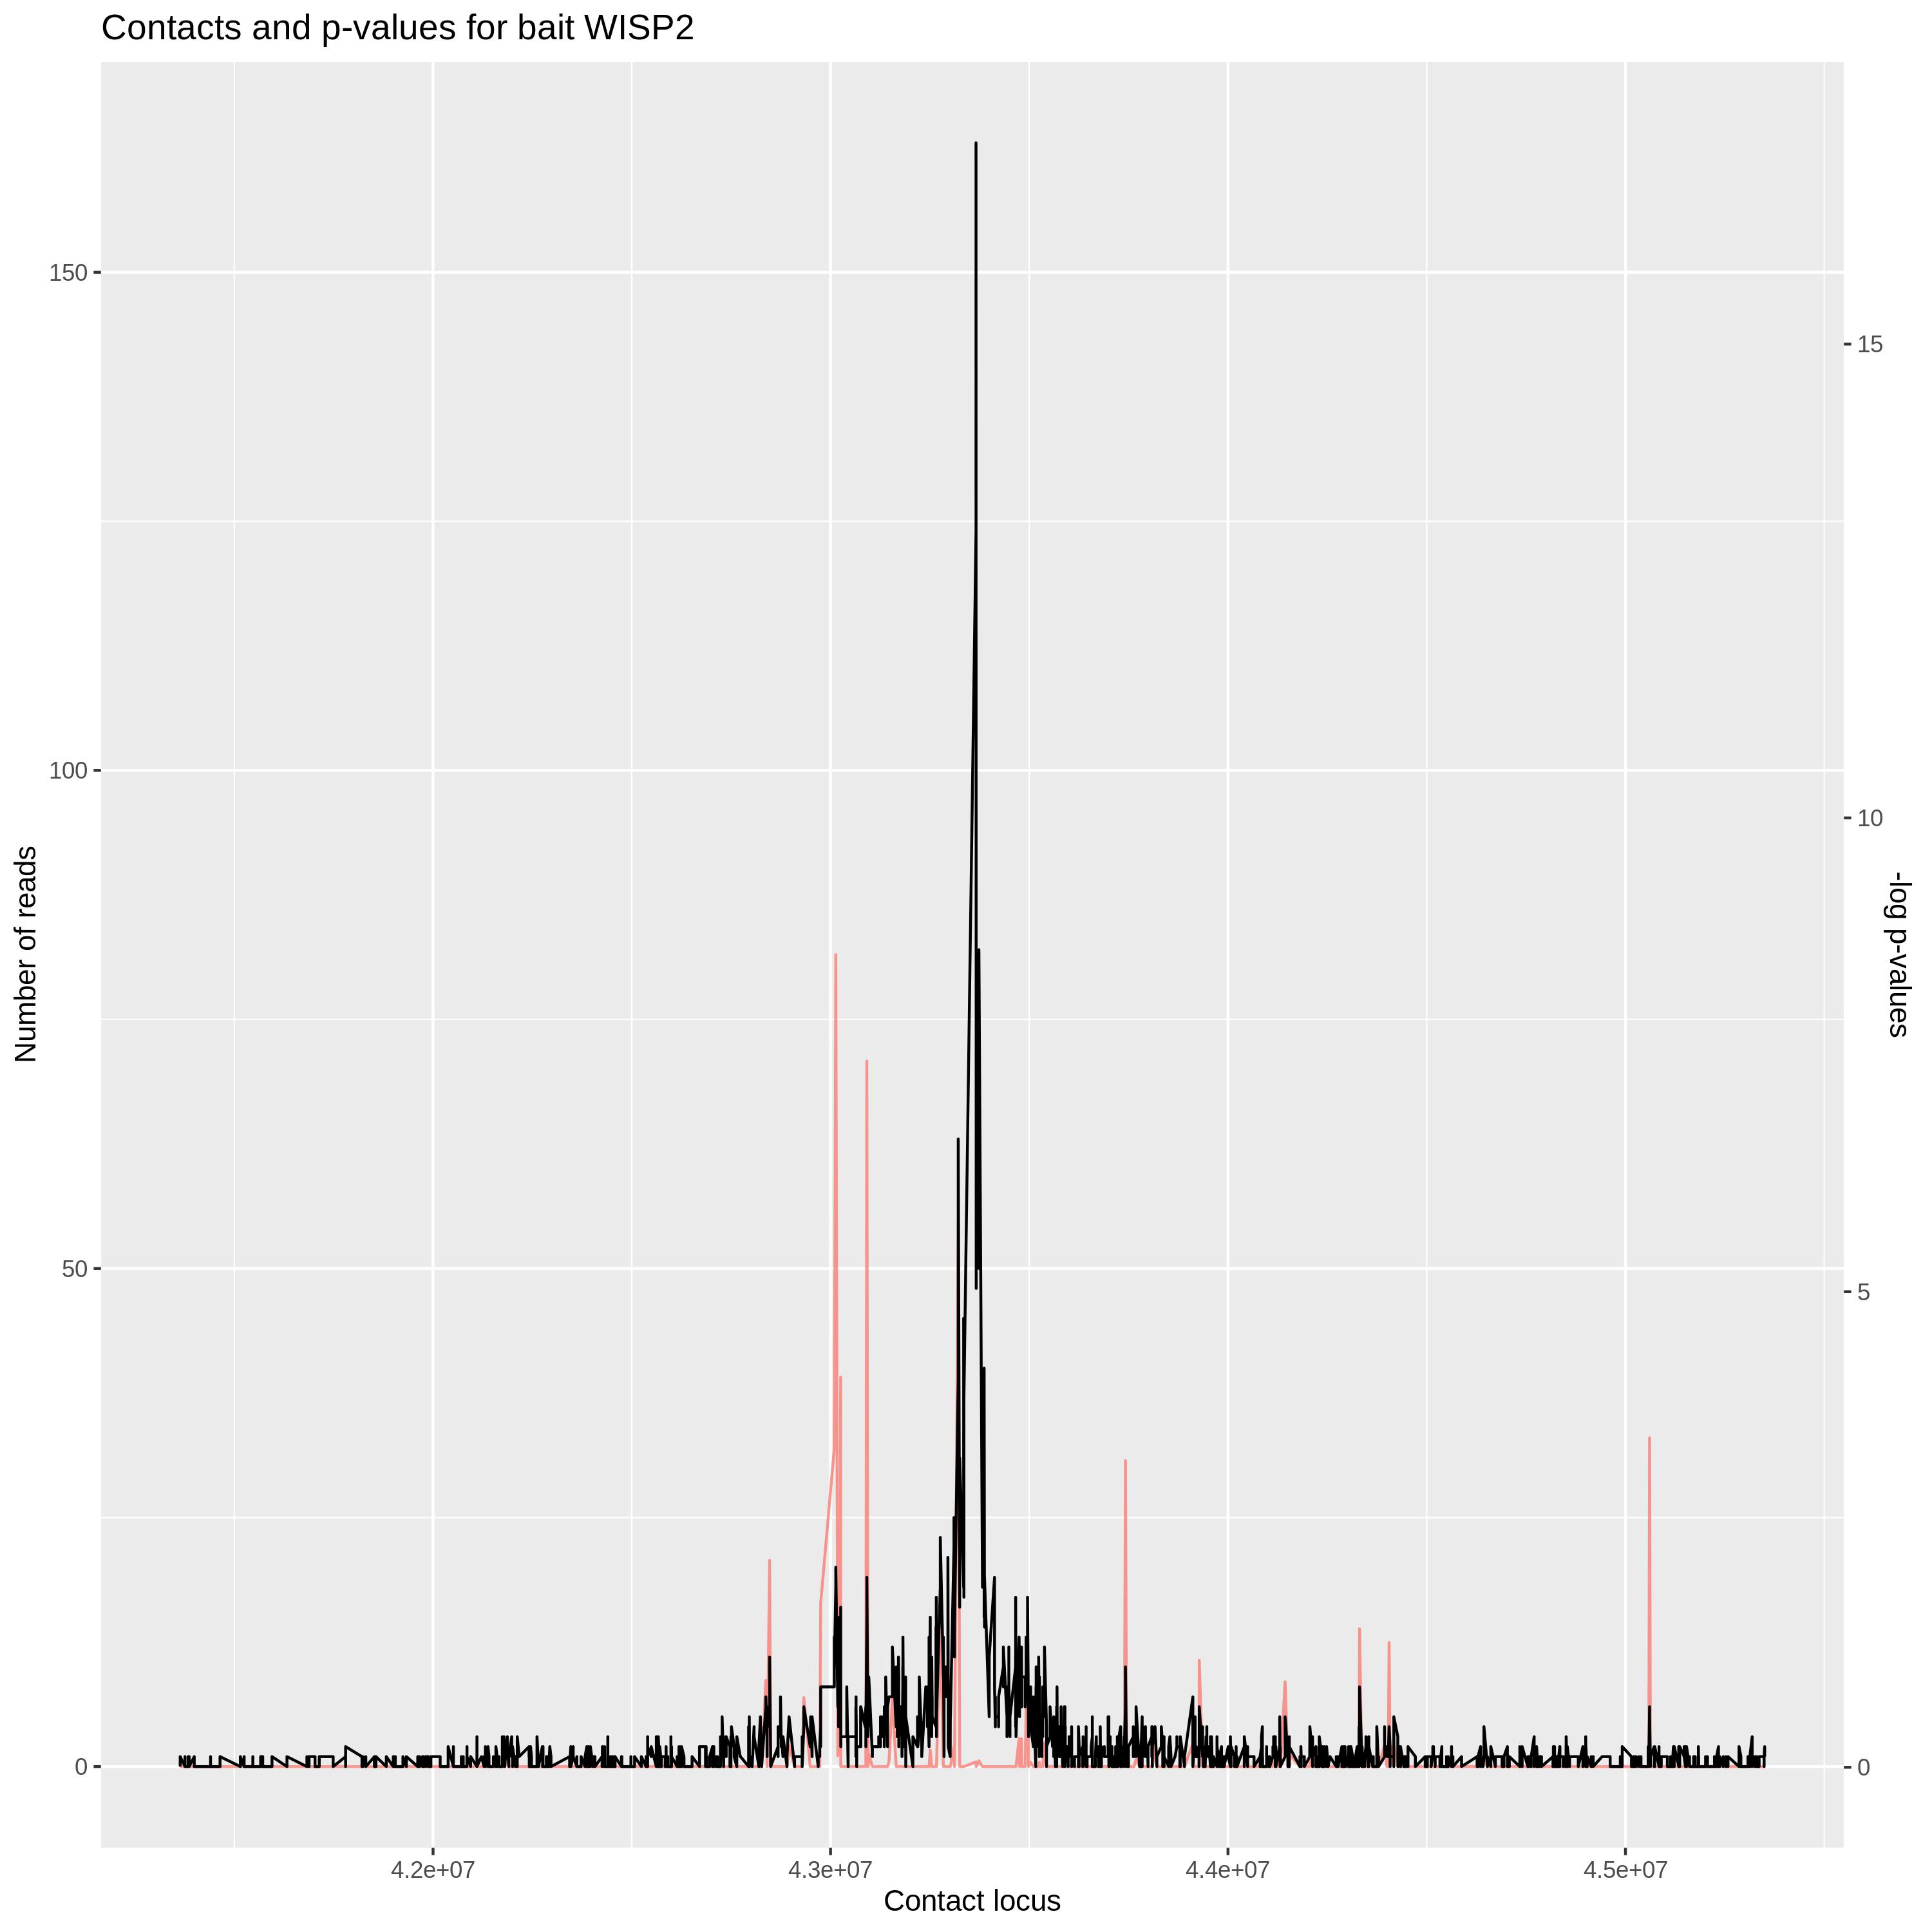 Contacts and p-values for bait WISP2
150
100
50
0
15
10
5
0
Number of reads
-log p-values
4.2e+07
4.3e+07
4.4e+07
4.5e+07
Contact locus